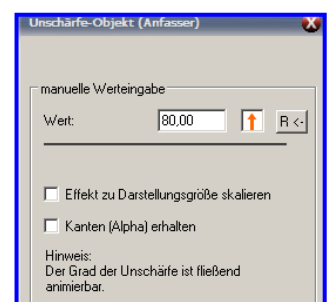 Unschärfe-Objekt (Anfasser)
manuelle Werteingabe
Wert: 80,00 R <-
Effekt zu Darstellungsgröße skalieren
Kanten (Alpha) erhalten
Hinweis:
Der Grad der Unschärfe ist fließend
animierbar.